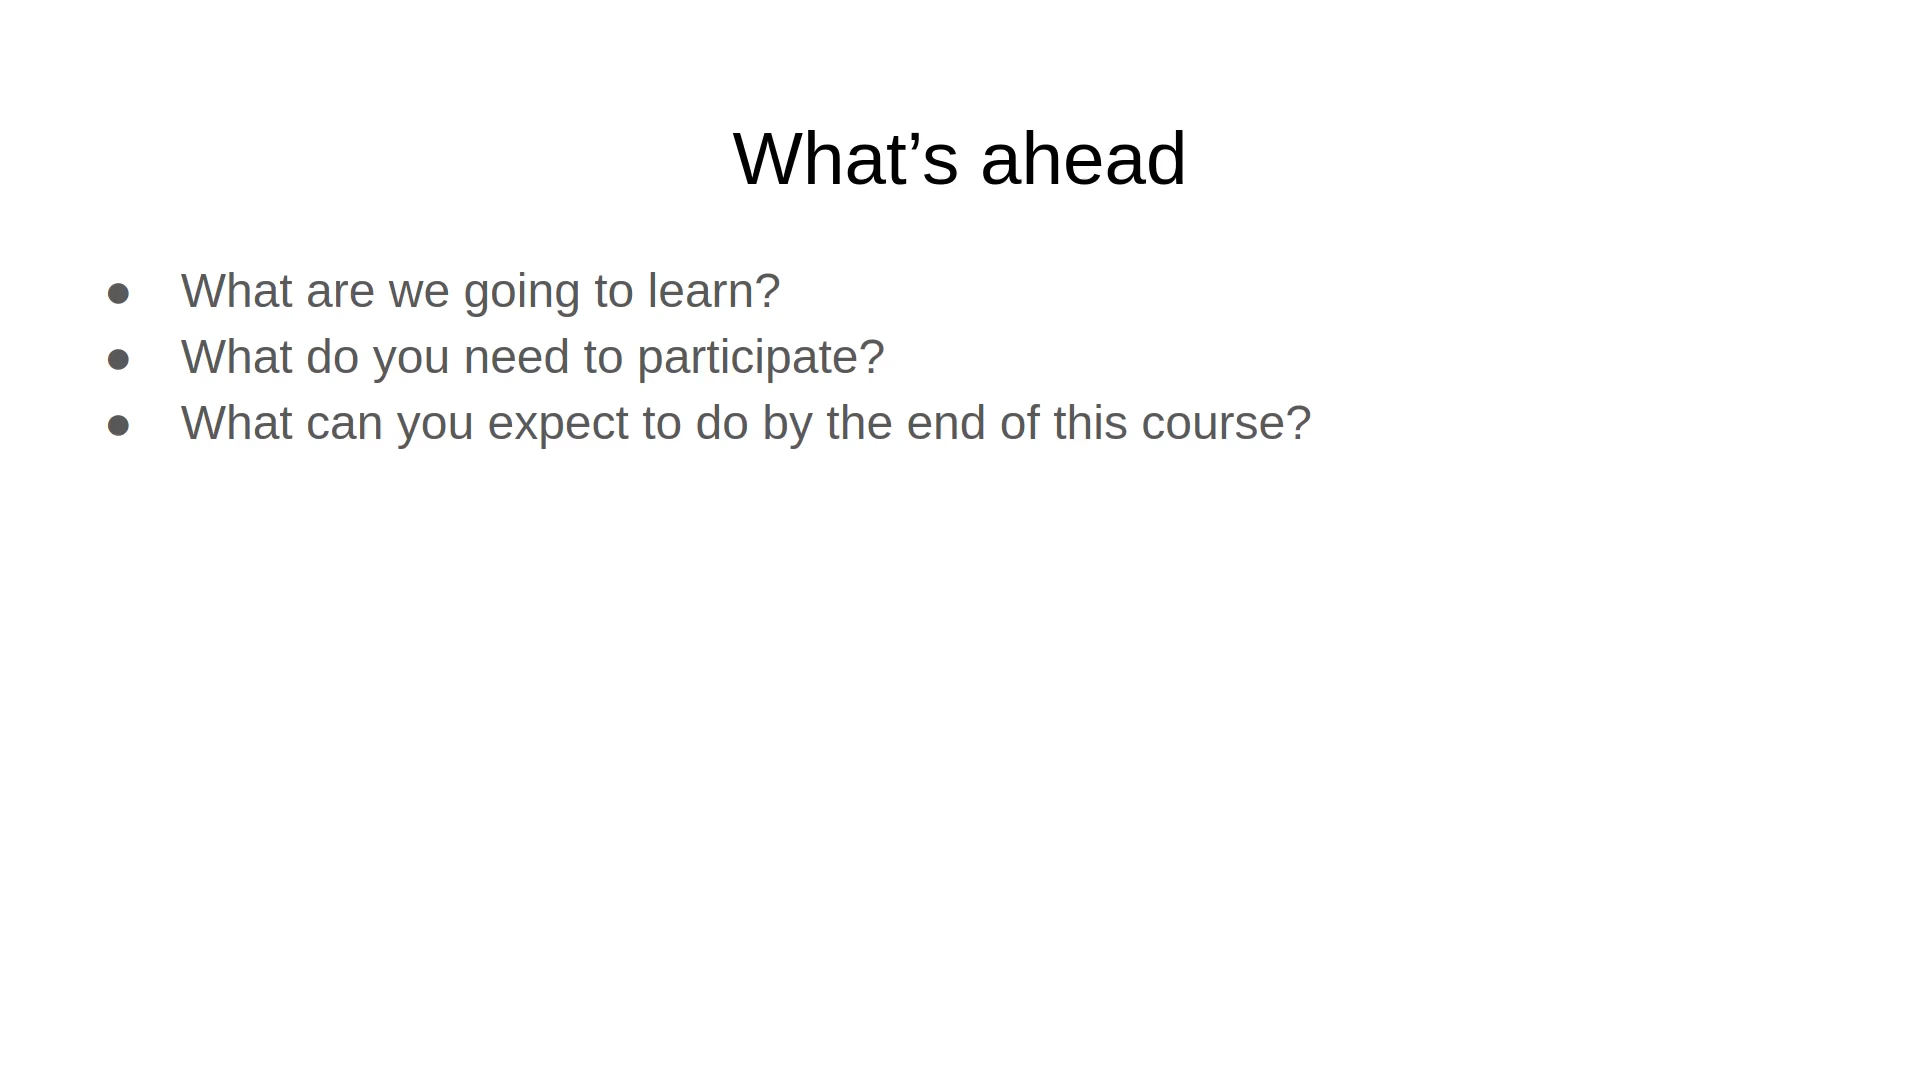 What’s ahead
● What are we going to learn?
● What do you need to participate?
● What can you expect to do by the end of this course?